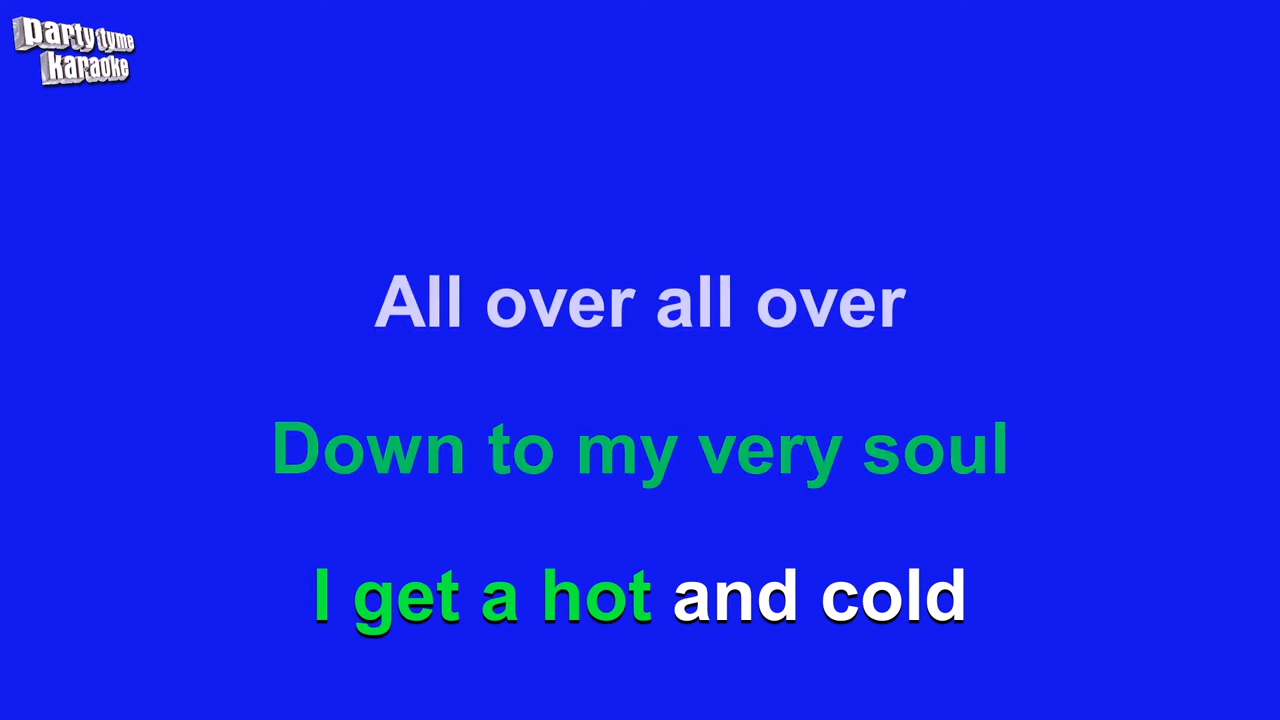 party tyme
karaoke
All over all over
Down to my very soul
I get a hot and cold